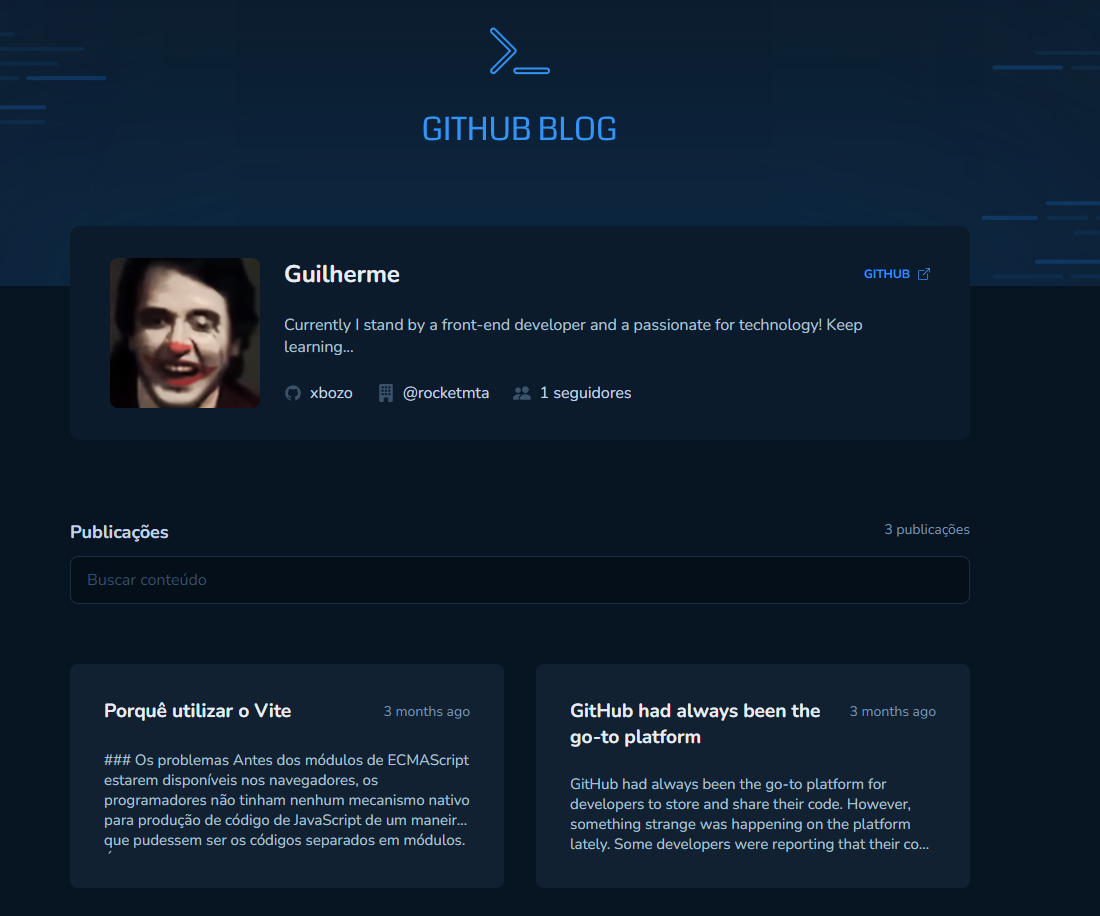 GITHUB BLOG
Guilherme
GITHUB
Currently I stand by a front-end developer and a passionate for technology! Keep
learning...
xbozo
@rocketmta
1 seguidores
Publicações
3 publicações
Buscar conteúdo
Porquê utilizar o Vite
3 months ago
### Os problemas Antes dos módulos de ECMAScript
estarem disponíveis nos navegadores, os
programadores não tinham nenhum mecanismo nativo
para produção de código de JavaScript de um maneir...
que pudessem ser os códigos separados em módulos.
GitHub had always been the
go-to platform
3 months ago
GitHub had always been the go-to platform for
developers to store and share their code. However,
something strange was happening on the platform
lately. Some developers were reporting that their co...